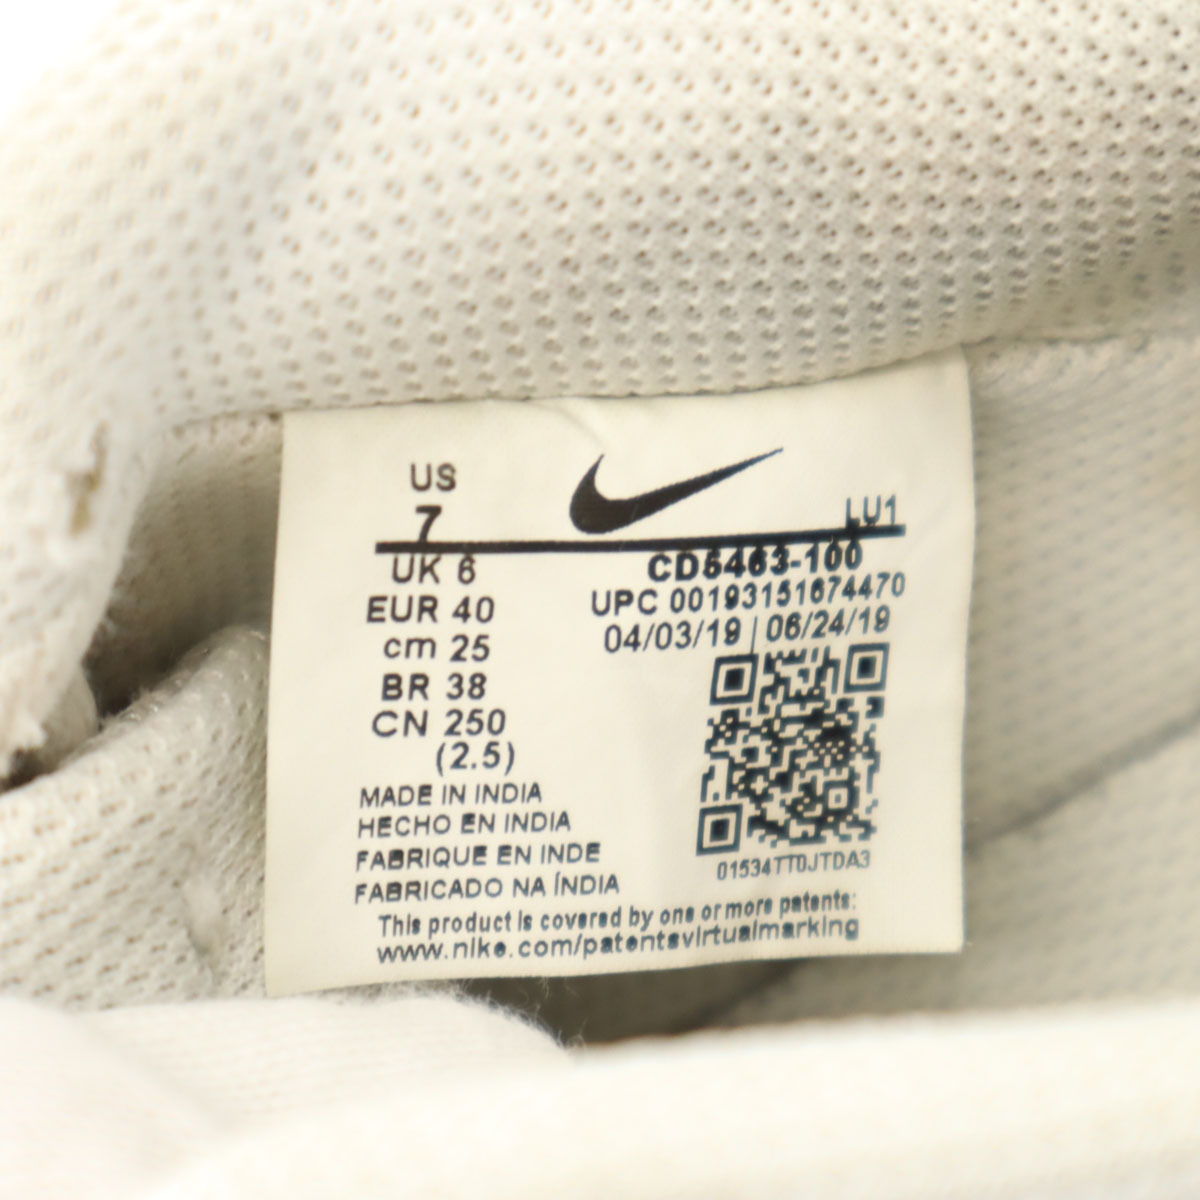 US
7
LU1
UK 6
CD5463-100
EUR 40
UPC 00193151674470
cm 25
04/03/19 | 06/24/19
BR 38
CN 250
(2.5)
MADE IN INDIA
HECHO EN INDIA
FABRIQUE EN INDE
01534TT0JTDA3
FABRICADO NA ÍNDIA
This product is covered by one or more patents:
www.nike.com/patentsvirtualmarking